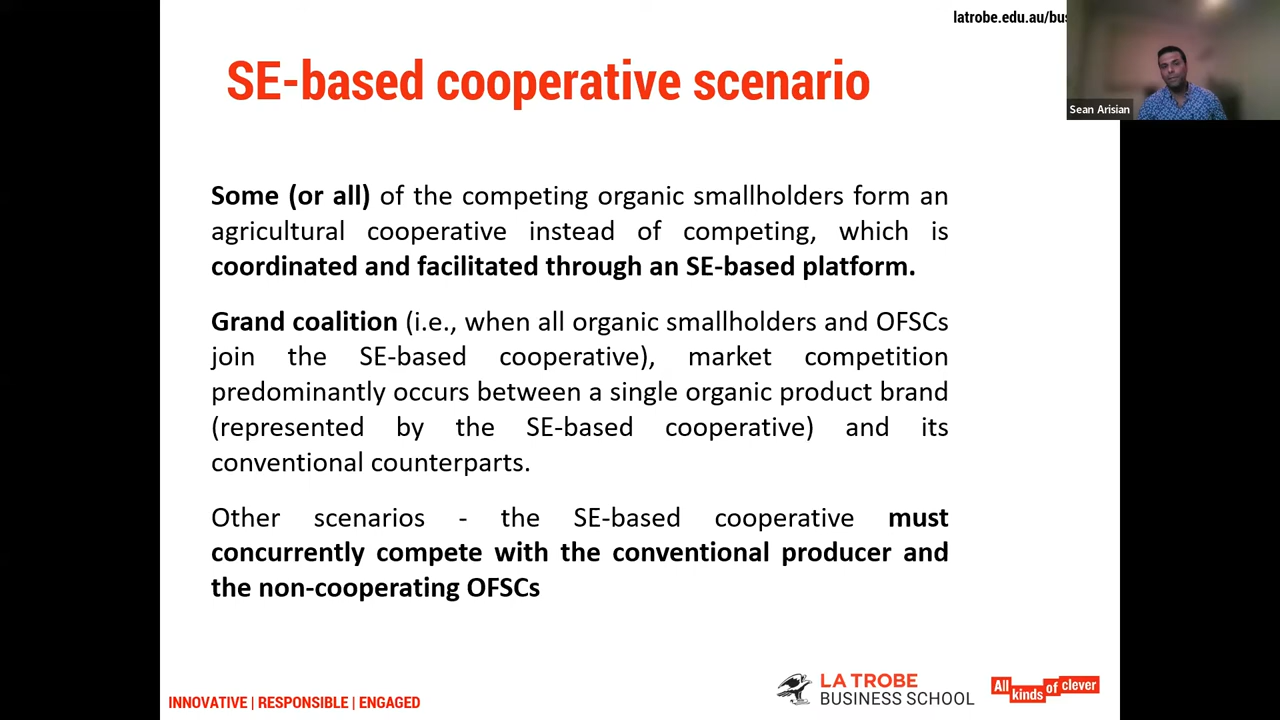 latrobe.edu.au/bus
SE-based cooperative scenario
Sean Arisian
Some (or all) of the competing organic smallholders form an
agricultural cooperative instead of competing, which is
coordinated and facilitated through an SE-based platform.
Grand coalition (i.e., when all organic smallholders and OFSCs
join the SE-based cooperative), market competition
predominantly occurs between a single organic product brand
(represented by the SE-based cooperative) and its
conventional counterparts.
Other scenarios - the SE-based cooperative must
concurrently compete with the conventional producer and
the non-cooperating OFSCs
INNOVATIVE | RESPONSIBLE | ENGAGED
LA TROBE
BUSINESS SCHOOL
All kinds of clever